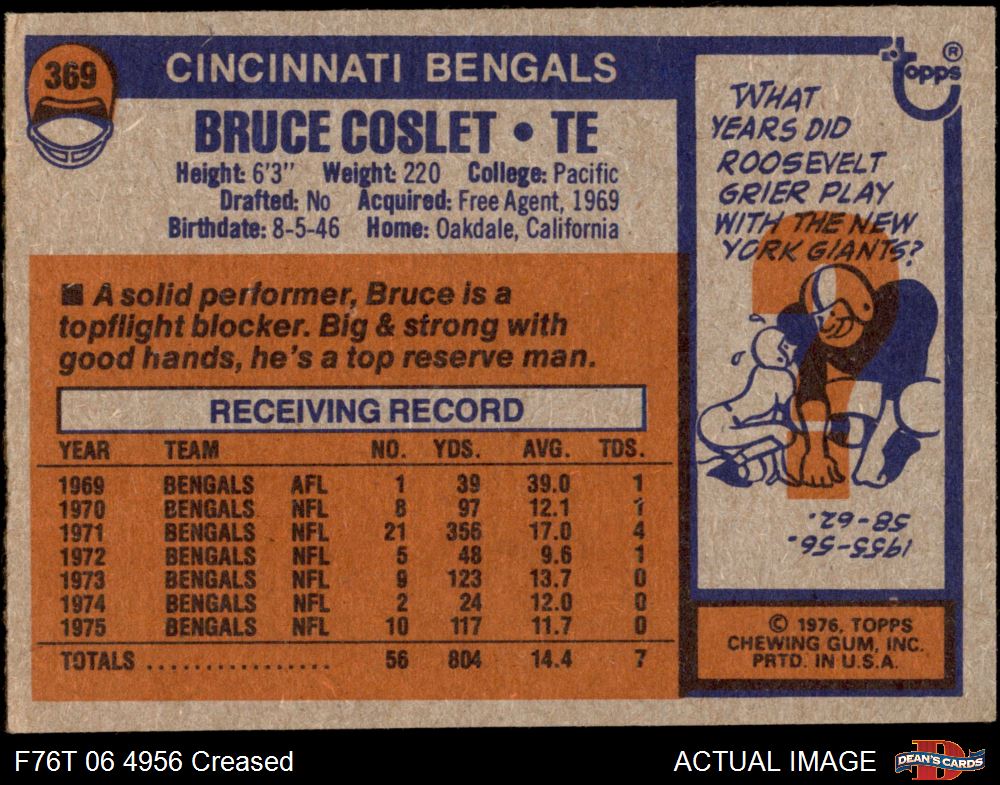 369
CINCINNATI BENGALS
BRUCE COSLET • TE
Height: 6'3" Weight: 220 College: Pacific
Drafted: No Acquired: Free Agent, 1969
Birthdate: 8-5-46 Home: Oakdale, California
■ A solid performer, Bruce is a
topflight blocker. Big & strong with
good hands, he's a top reserve man.
RECEIVING RECORD
YEAR TEAM NO. YDS. AVG. TDS.
1969 BENGALS AFL 1 39 39.0 1
1970 BENGALS NFL 8 97 12.1 1
1971 BENGALS NFL 21 356 17.0 4
1972 BENGALS NFL 5 48 9.6 1
1973 BENGALS NFL 9 123 13.7 0
1974 BENGALS NFL 2 24 12.0 0
1975 BENGALS NFL 10 117 11.7 0
TOTALS ................ 56 804 14.4 7
Topps ®
WHAT
YEARS DID
ROOSEVELT
GRIER PLAY
WITH THE NEW
YORK GIANTS?
?
1955-56.
58-62.
© 1976, TOPPS
CHEWING GUM, INC.
PRTD. IN U.S.A.
F76T 06 4956 Creased
ACTUAL IMAGE
D
DEAN'S CARDS